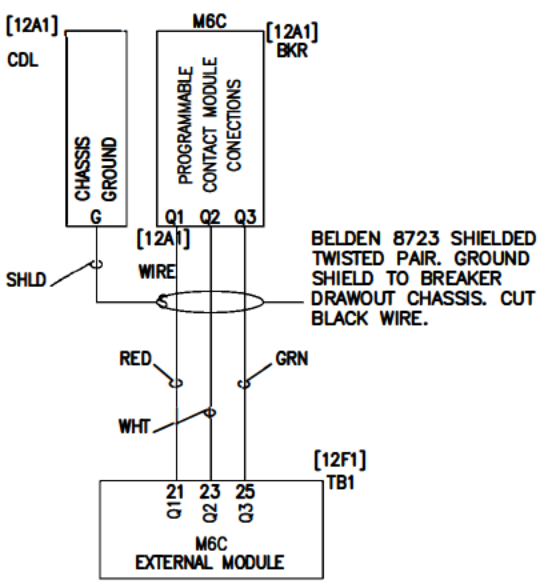 [12A1]
CDL
CHASSIS
GROUND
G
M6C
[12A1]
BKR
PROGRAMMABLE
CONTACT MODULE
CONECTIONS
Q1 Q2 Q3
[12A1]
WIRE
SHLD
BELDEN 8723 SHIELDED
TWISTED PAIR. GROUND
SHIELD TO BREAKER
DRAWOUT CHASSIS. CUT
BLACK WIRE.
S
RED
GRN
WHT
[12F1]
TB1
21 23 25
Q1 Q2 Q3
M6C
EXTERNAL MODULE